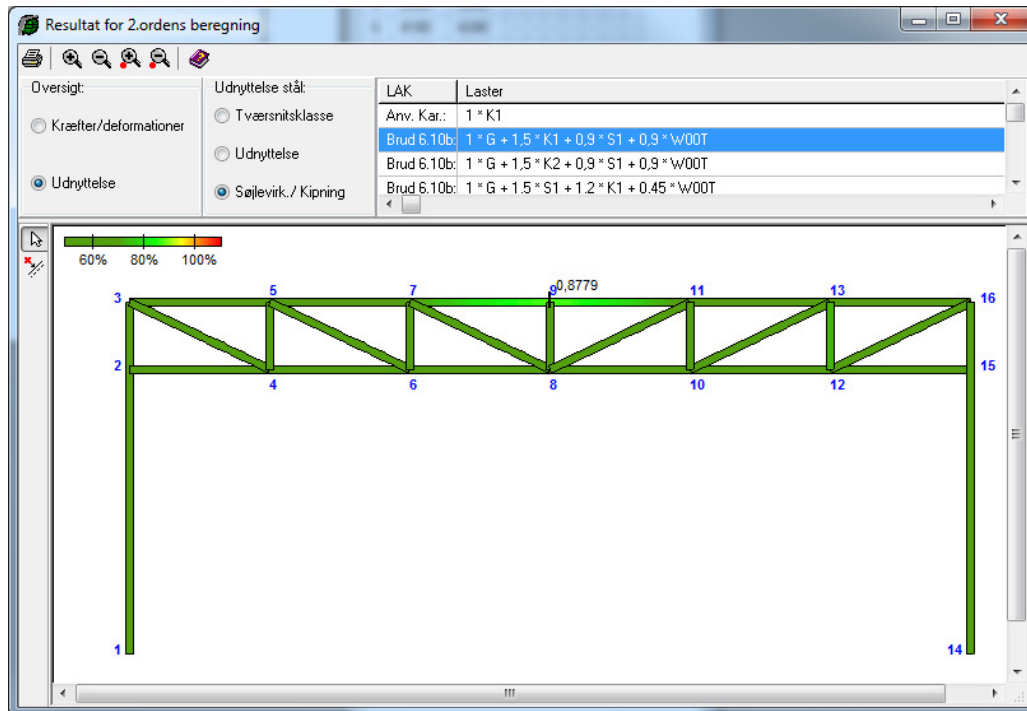 Resultat for 2.ordens beregning
Oversigt:
Kræfter/deformationer
Udnyttelse
Udnyttelse stål:
Tværsnitsklasse
Udnyttelse
Søjlevirk./ Kipning
LAK Laster
Anv. Kar.: 1 * K1
Brud 6.10b: 1 * G + 1,5 * K1 + 0,9 * S1 + 0,9 * W00T
Brud 6.10b: 1 * G + 1,5 * K2 + 0,9 * S1 + 0,9 * W00T
Brud 6.10b: 1 * G + 1.5 * S1 + 1.2 * K1 + 0.45 * W00T
60% 80% 100%
3 5 7 9 0,8779 11 13 16
2 4 6 8 10 12 15
1 14